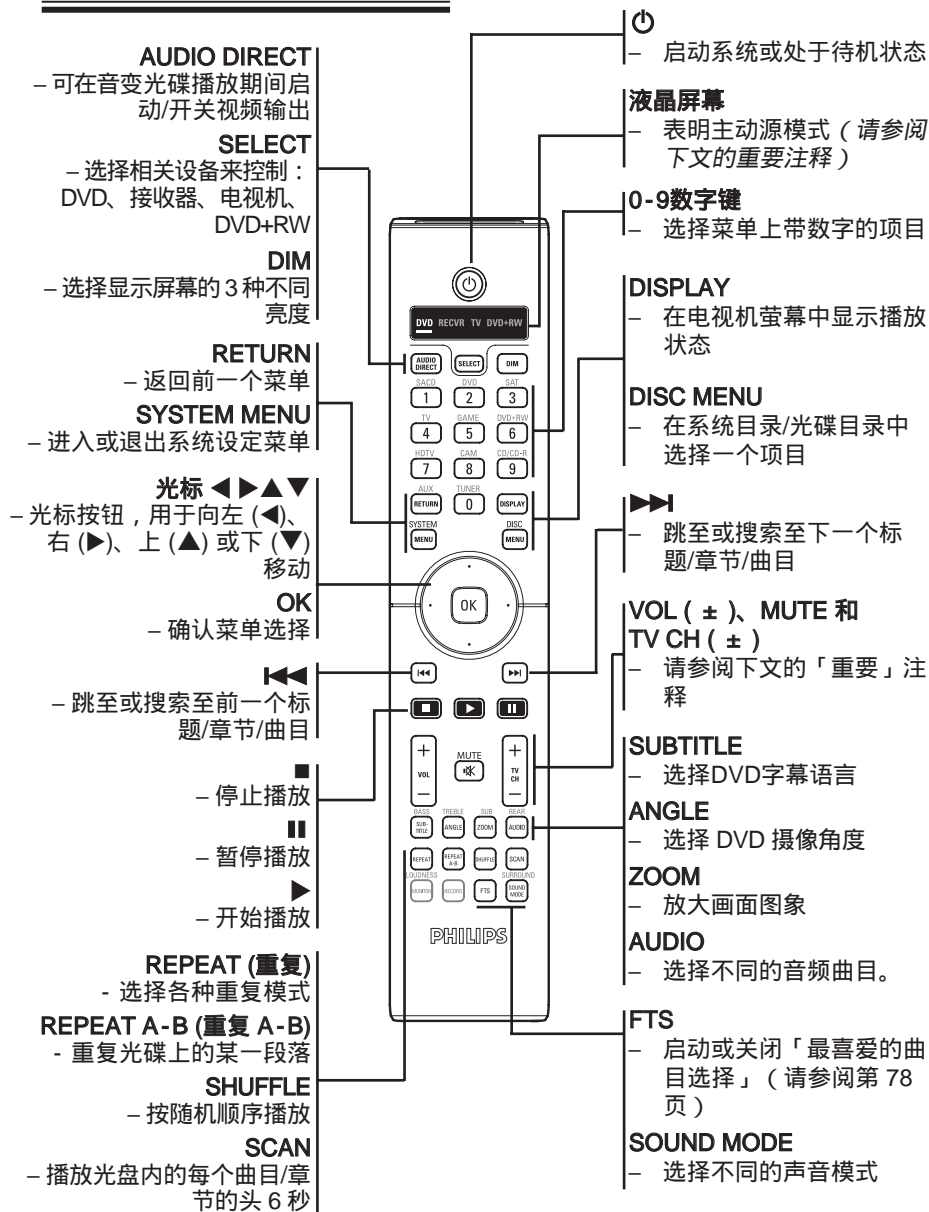 AUDIO DIRECT
– 可在音变光碟播放期间启
动/开关视频输出
SELECT
– 选择相关设备来控制：
DVD、接收器、电视机、
DVD+RW
DIM
– 选择显示屏幕的 3 种不同
亮度
RETURN
– 返回前一个菜单
SYSTEM MENU
– 进入或退出系统设定菜单
光标 ◀ ▶ ▲ ▼
– 光标按钮，用于向左 (◀)、
右 (▶)、上 (▲) 或下 (▼)
移动
OK
– 确认菜单选择
|◀◀
– 跳至或搜索至前一个标
题/章节/曲目
■
– 停止播放
▮▮
– 暂停播放
▶
– 开始播放
REPEAT (重复)
- 选择各种重复模式
REPEAT A-B (重复 A-B)
- 重复光碟上的某一段落
SHUFFLE
– 按随机顺序播放
SCAN
– 播放光盘内的每个曲目/章
节的头 6 秒
DVD RECVR TV DVD+RW
AUDIO DIRECT SELECT DIM
SACD DVD SAT
1 2 3
TV GAME DVD+RW
4 5 6
HDTV CAM CD/CD-R
7 8 9
AUX TUNER
RETURN 0 DISPLAY
SYSTEM DISC
MENU MENU
OK
+ MUTE +
VOL TV CH
– –
BASS TREBLE SUB REAR
SUB-TITLE ANGLE ZOOM AUDIO
REPEAT REPEAT A-B SHUFFLE SCAN
LOUDNESS SURROUND
MONITOR RECORD FTS SOUND MODE
PHILIPS
⏻
– 启动系统或处于待机状态
液晶屏幕
– 表明主动源模式（请参阅
下文的重要注释）
0-9数字键
– 选择菜单上带数字的项目
DISPLAY
– 在电视机萤幕中显示播放
状态
DISC MENU
– 在系统目录/光碟目录中
选择一个项目
▶▶|
– 跳至或搜索至下一个标
题/章节/曲目
VOL ( ± )、MUTE 和
TV CH ( ± )
– 请参阅下文的「重要」注
释
SUBTITLE
– 选择DVD字幕语言
ANGLE
– 选择 DVD 摄像角度
ZOOM
– 放大画面图象
AUDIO
– 选择不同的音频曲目。
FTS
– 启动或关闭「最喜爱的曲
目选择」（请参阅第 78
页）
SOUND MODE
– 选择不同的声音模式